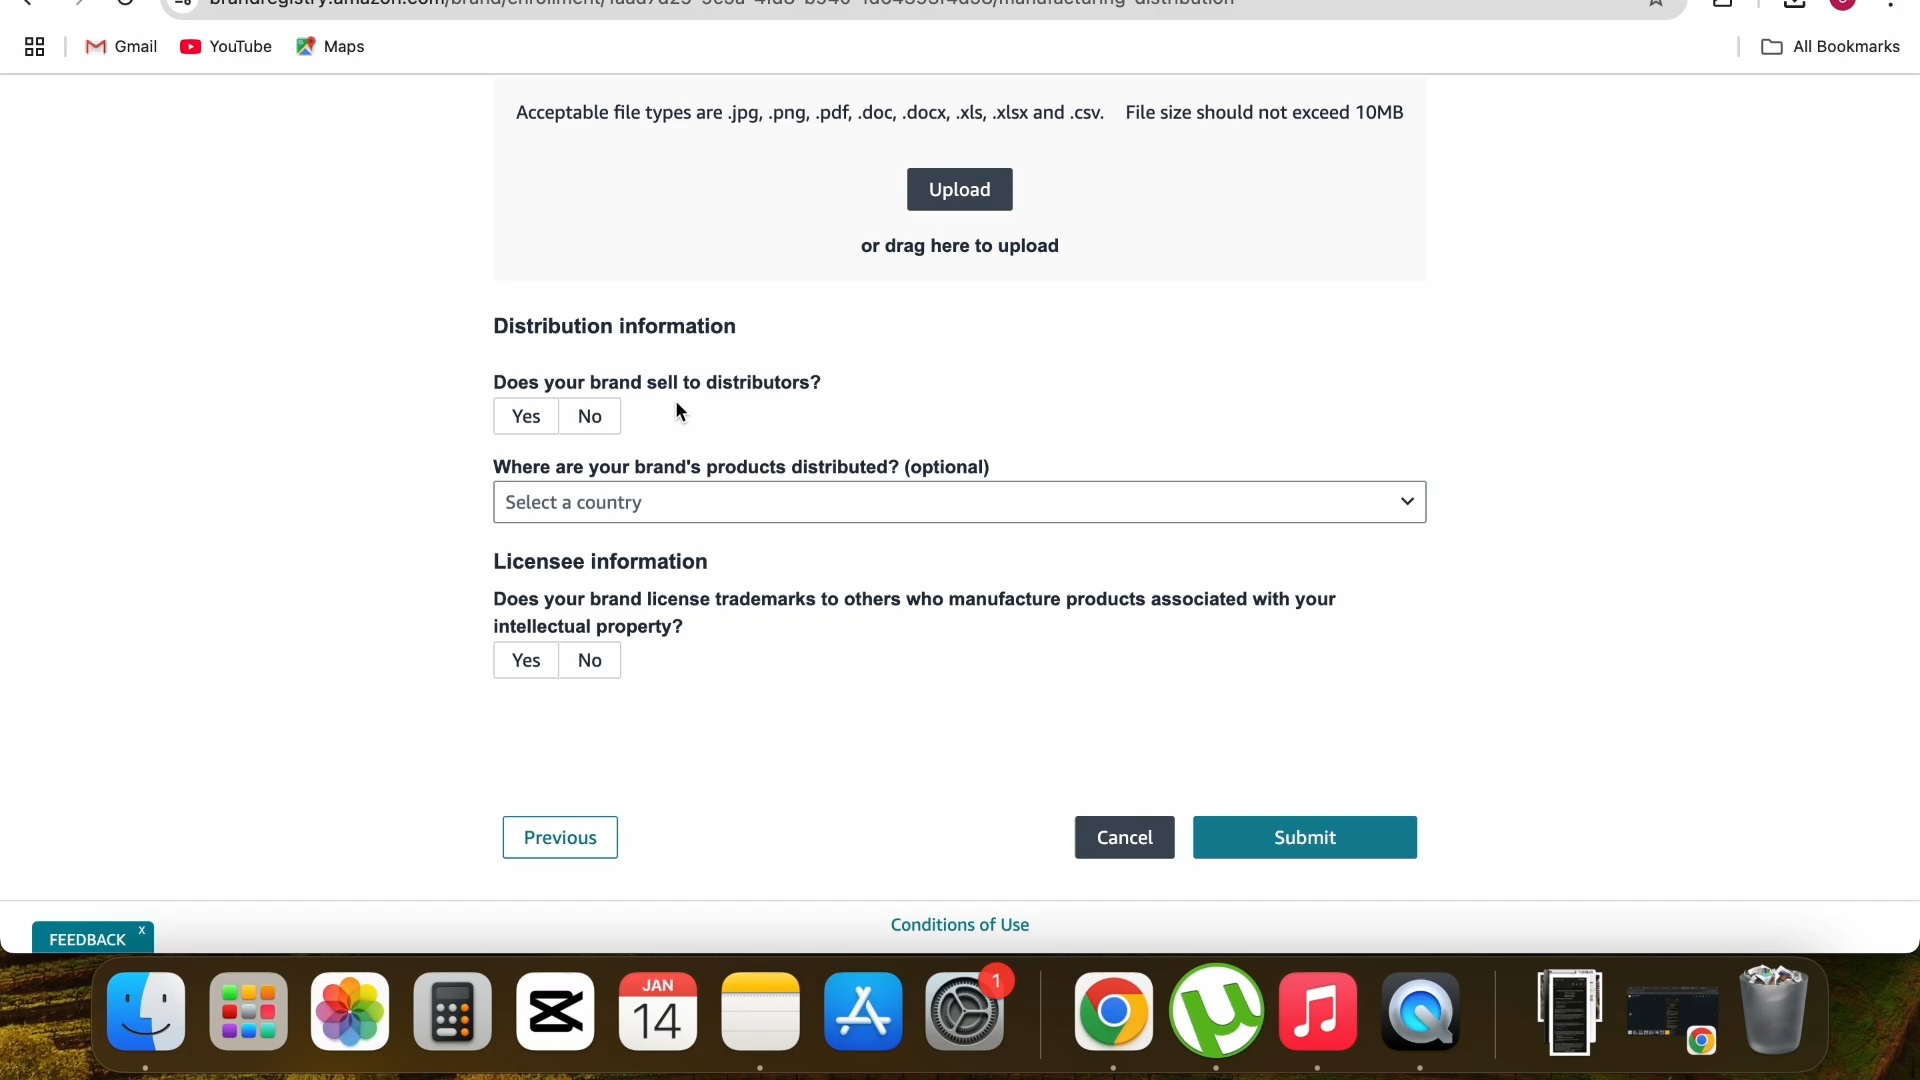 Gmail
YouTube
Maps
All Bookmarks
Acceptable file types are .jpg, .png, .pdf, .doc, .docx, .xls, .xlsx and .csv. File size should not exceed 10MB
Upload
or drag here to upload
Distribution information
Does your brand sell to distributors?
Yes No
Where are your brand's products distributed? (optional)
Select a country
Licensee information
Does your brand license trademarks to others who manufacture products associated with your
intellectual property?
Yes No
Previous
Cancel
Submit
Conditions of Use
FEEDBACK x
JAN
14
1